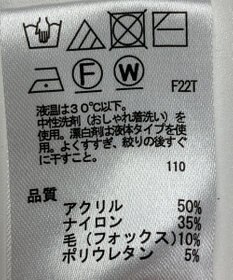 F
W
F22T
液温は30℃以下。
中性洗剤(おしゃれ着洗い)を
使用。漂白剤は液体タイプを使
用。よくすすぎ、絞りの後すぐ
に干すこと。
110
品質
アクリル 50%
ナイロン 35%
毛(フォックス)10%
ポリウレタン 5%